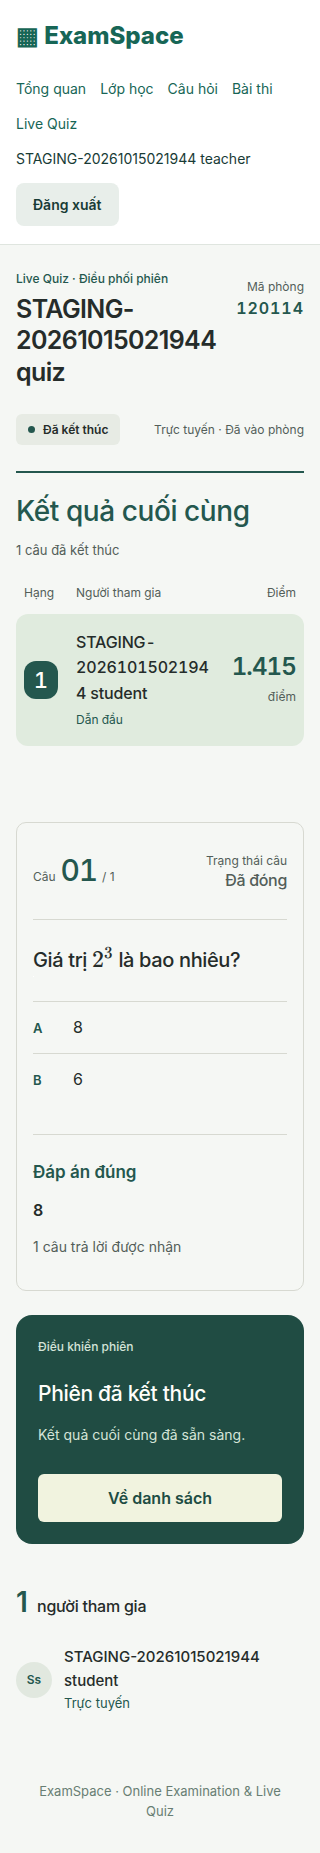 ExamSpace
Tổng quan Lớp học Câu hỏi Bài thi
Live Quiz
STAGING-20261015021944 teacher
Đăng xuất
Live Quiz · Điều phối phiên
STAGING-
20261015021944
quiz
Mã phòng
120114
Đã kết thúc
Trực tuyến · Đã vào phòng
Kết quả cuối cùng
1 câu đã kết thúc
Hạng Người tham gia Điểm
1
STAGING-
2026101502194
4 student
Dẫn đầu
1.415
điểm
Câu 01 / 1
Trạng thái câu
Đã đóng
Giá trị 2³ là bao nhiêu?
A 8
B 6
Đáp án đúng
8
1 câu trả lời được nhận
Điều khiển phiên
Phiên đã kết thúc
Kết quả cuối cùng đã sẵn sàng.
Về danh sách
1 người tham gia
Ss
STAGING-20261015021944
student
Trực tuyến
ExamSpace · Online Examination & Live
Quiz